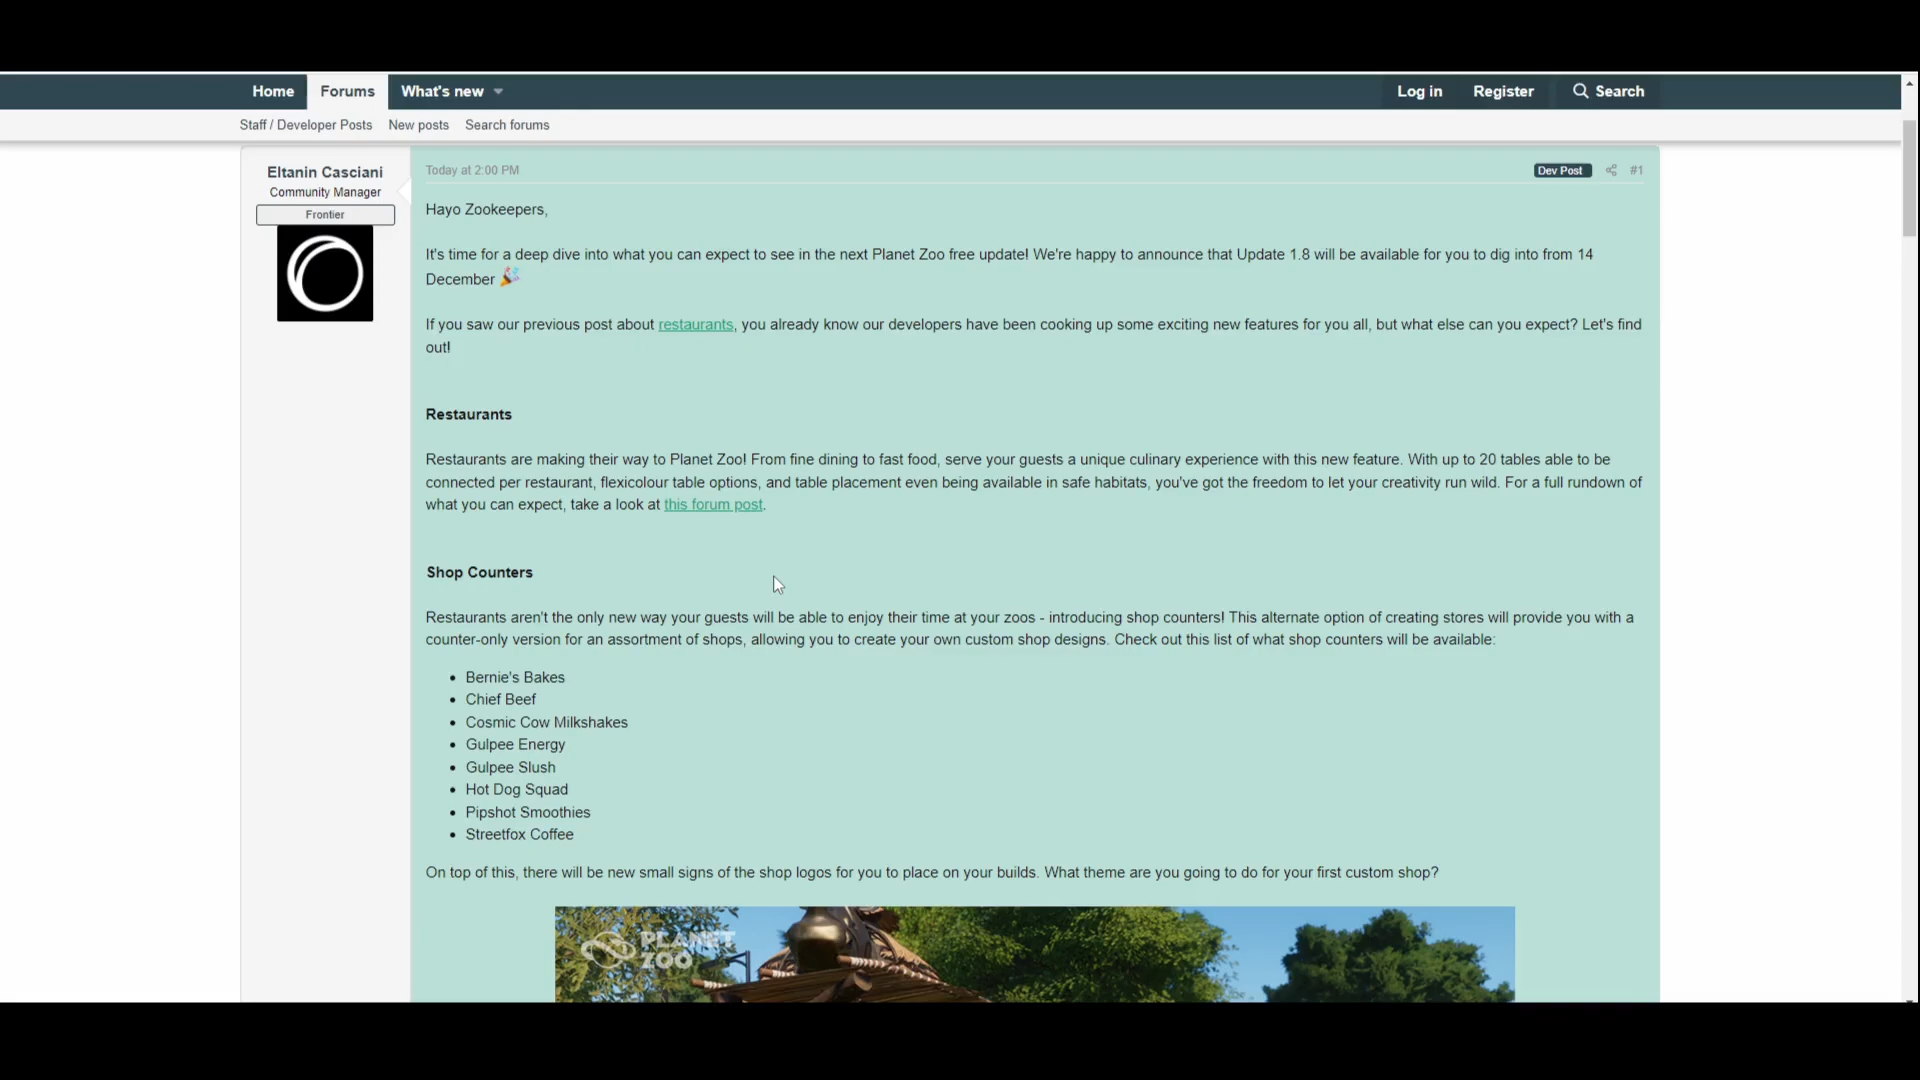 Home Forums What's new Log in Register Search
Staff / Developer Posts New posts Search forums
Eltanin Casciani
Community Manager
Frontier
Today at 2:00 PM Dev Post #1
Hayo Zookeepers,
It's time for a deep dive into what you can expect to see in the next Planet Zoo free update! We're happy to announce that Update 1.8 will be available for you to dig into from 14
December
If you saw our previous post about restaurants, you already know our developers have been cooking up some exciting new features for you all, but what else can you expect? Let's find
out!
Restaurants
Restaurants are making their way to Planet Zoo! From fine dining to fast food, serve your guests a unique culinary experience with this new feature. With up to 20 tables able to be
connected per restaurant, flexicolour table options, and table placement even being available in safe habitats, you've got the freedom to let your creativity run wild. For a full rundown of
what you can expect, take a look at this forum post.
Shop Counters
Restaurants aren't the only new way your guests will be able to enjoy their time at your zoos - introducing shop counters! This alternate option of creating stores will provide you with a
counter-only version for an assortment of shops, allowing you to create your own custom shop designs. Check out this list of what shop counters will be available:
• Bernie's Bakes
• Chief Beef
• Cosmic Cow Milkshakes
• Gulpee Energy
• Gulpee Slush
• Hot Dog Squad
• Pipshot Smoothies
• Streetfox Coffee
On top of this, there will be new small signs of the shop logos for you to place on your builds. What theme are you going to do for your first custom shop?
PLANET
ZOO